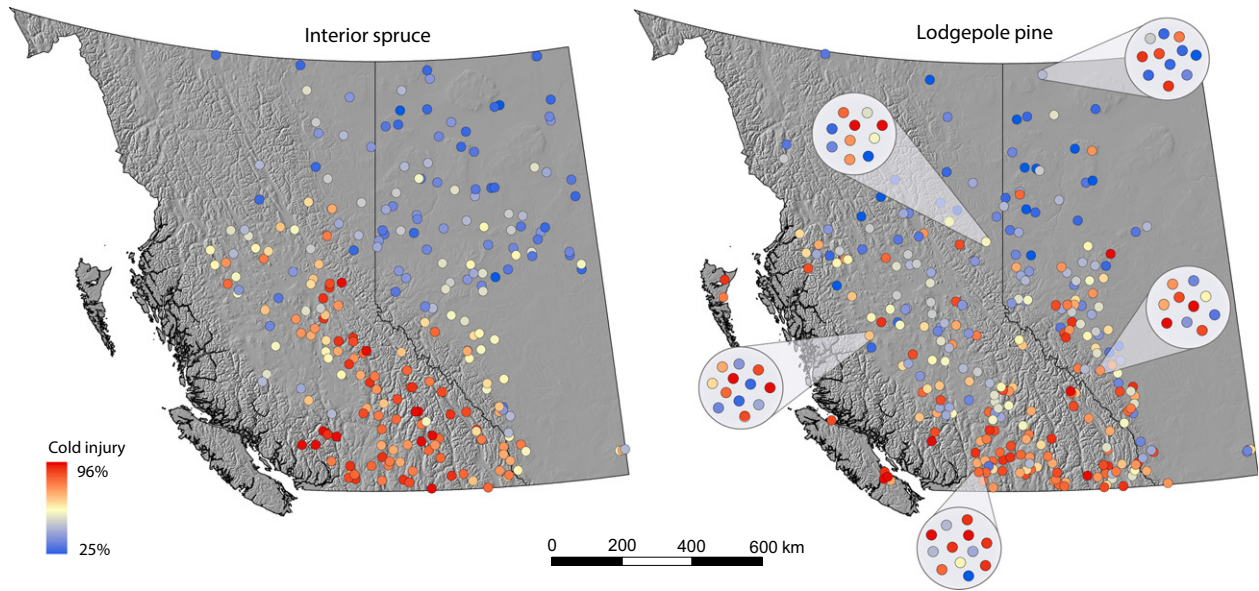 Interior spruce
Lodgepole pine
Cold injury
96%
25%
0 200 400 600 km